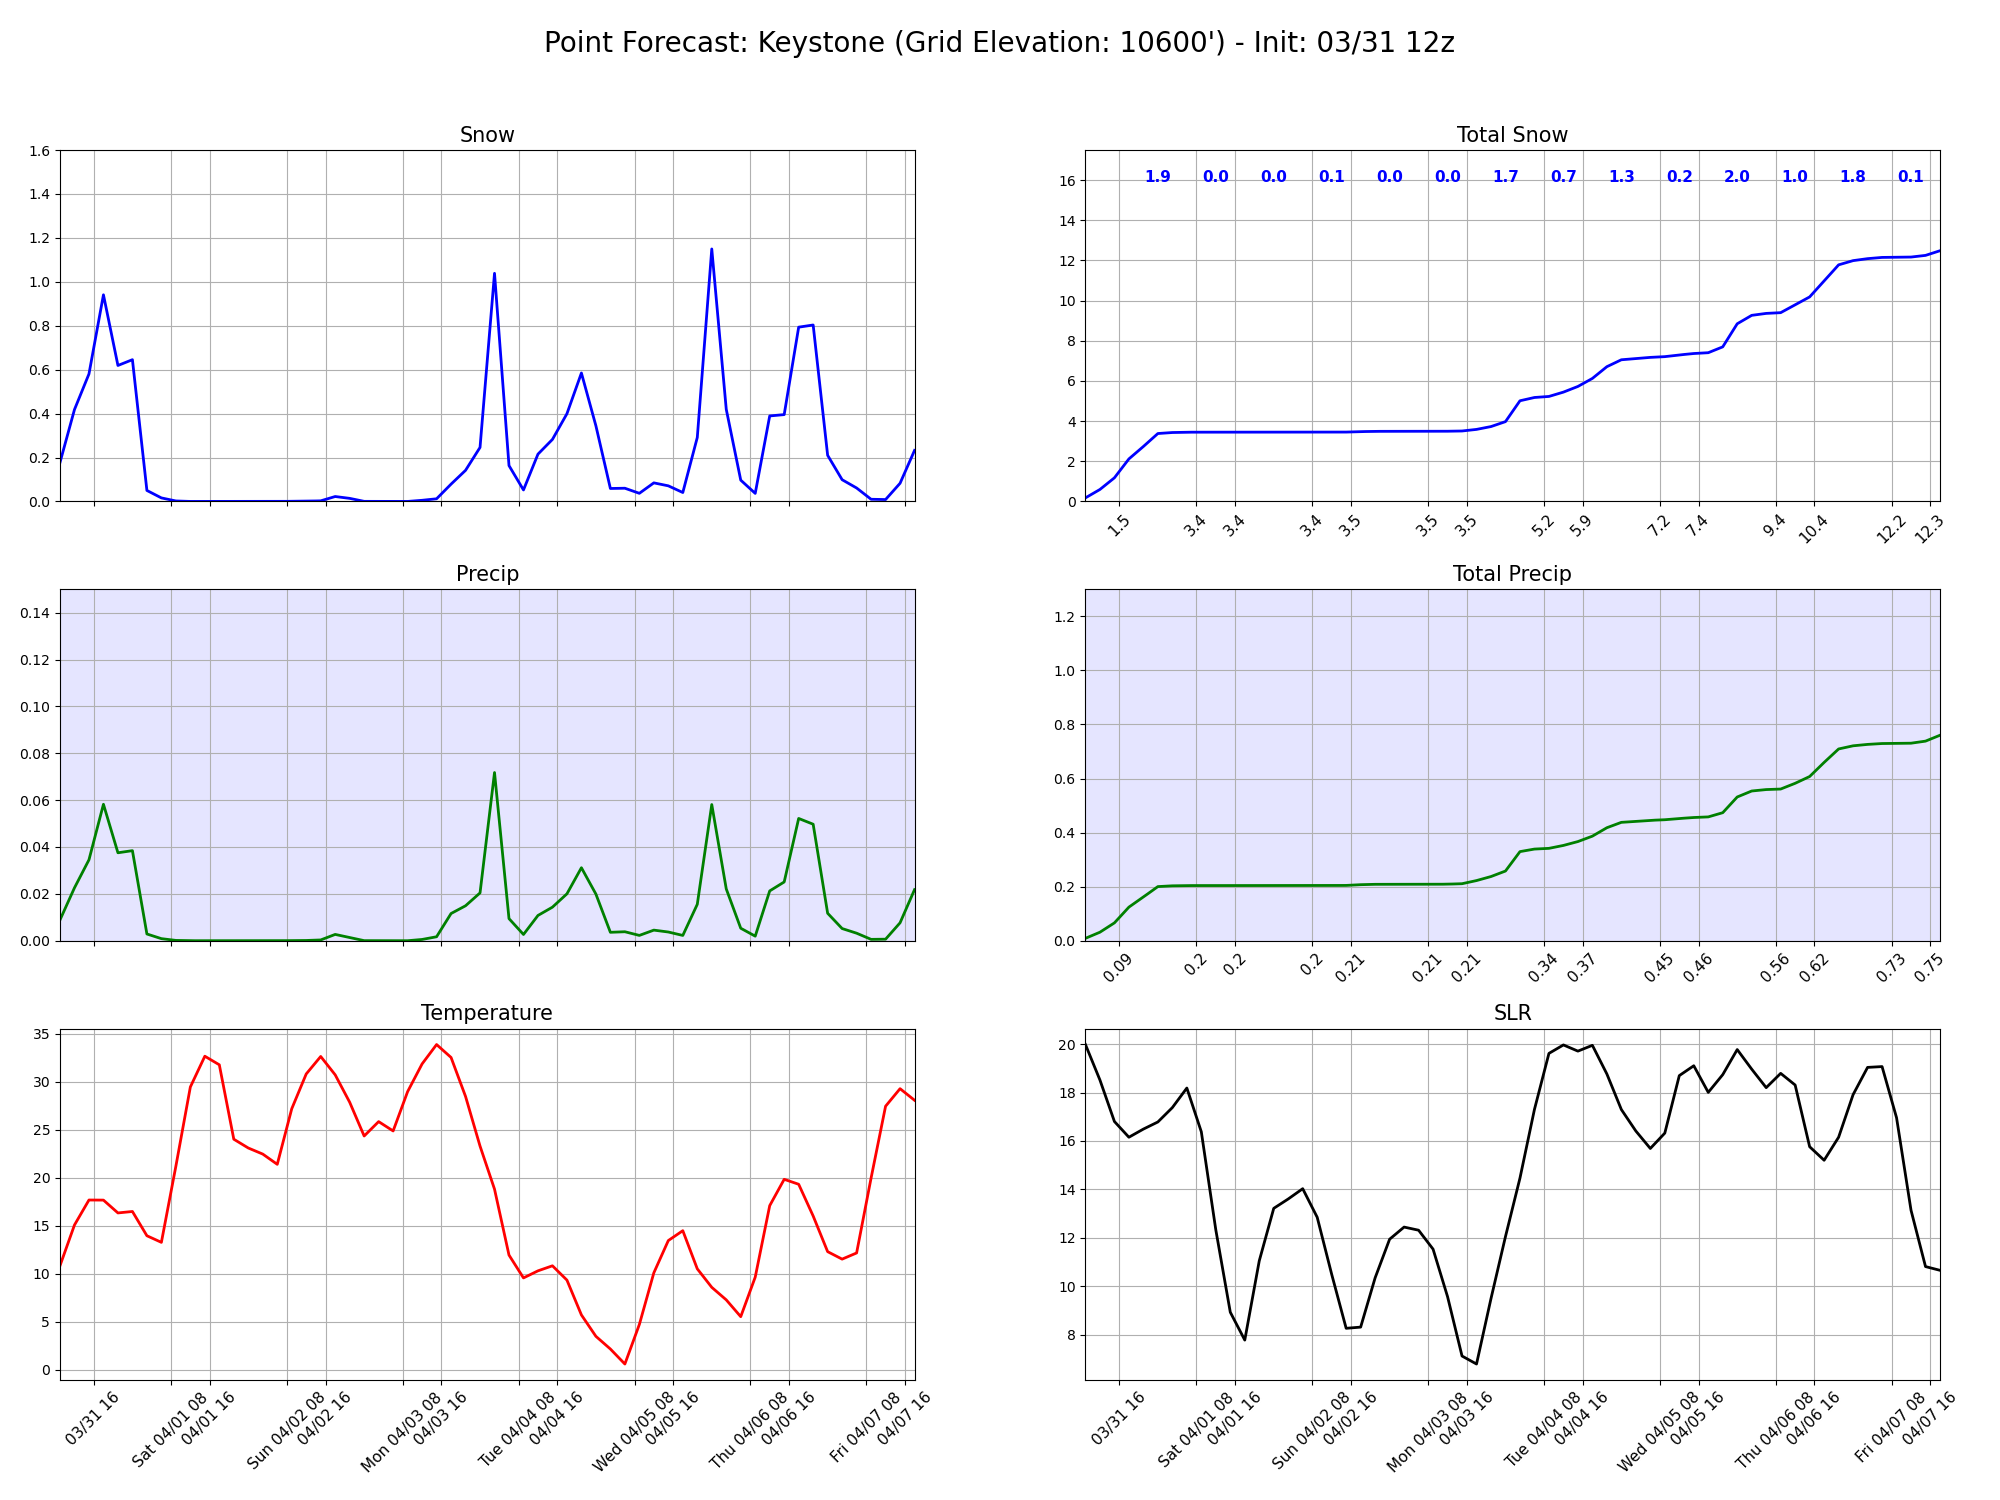 Point Forecast: Keystone (Grid Elevation: 10600') - Init: 03/31 12z
Snow
1.6
1.4
1.2
1.0
0.8
0.6
0.4
0.2
0.0
Total Snow
1.9 0.0 0.0 0.1 0.0 0.0 1.7 0.7 1.3 0.2 2.0 1.0 1.8 0.1
16
14
12
10
8
6
4
2
0
1.5 3.4 3.4 3.4 3.5 3.5 3.5 5.2 5.9 7.2 7.4 9.4 10.4 12.2 12.3
Precip
0.14
0.12
0.10
0.08
0.06
0.04
0.02
0.00
Total Precip
1.2
1.0
0.8
0.6
0.4
0.2
0.0
0.09 0.2 0.2 0.2 0.21 0.21 0.21 0.34 0.37 0.45 0.46 0.56 0.62 0.73 0.75
Temperature
35
30
25
20
15
10
5
0
03/31 16
Sat 04/01 08
04/01 16
Sun 04/02 08
04/02 16
Mon 04/03 08
04/03 16
Tue 04/04 08
04/04 16
Wed 04/05 08
04/05 16
Thu 04/06 08
04/06 16
Fri 04/07 08
04/07 16
SLR
20
18
16
14
12
10
8
03/31 16
Sat 04/01 08
04/01 16
Sun 04/02 08
04/02 16
Mon 04/03 08
04/03 16
Tue 04/04 08
04/04 16
Wed 04/05 08
04/05 16
Thu 04/06 08
04/06 16
Fri 04/07 08
04/07 16